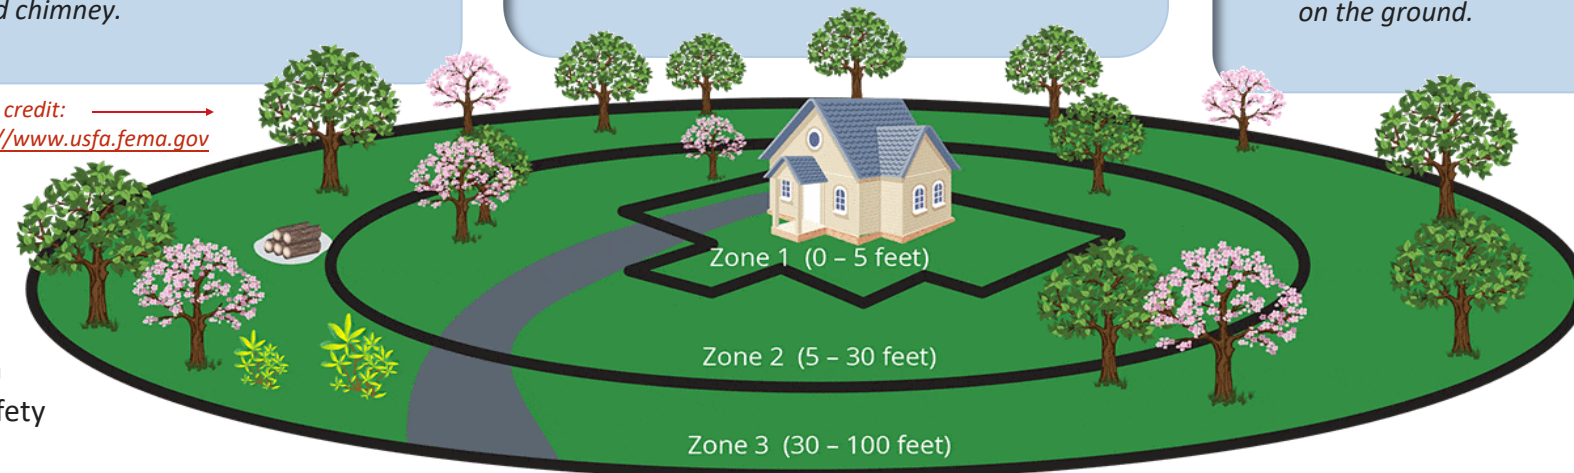 d chimney.
on the ground.
credit:
//www.usfa.fema.gov
Zone 1 (0 – 5 feet)
Zone 2 (5 – 30 feet)
fety
Zone 3 (30 – 100 feet)